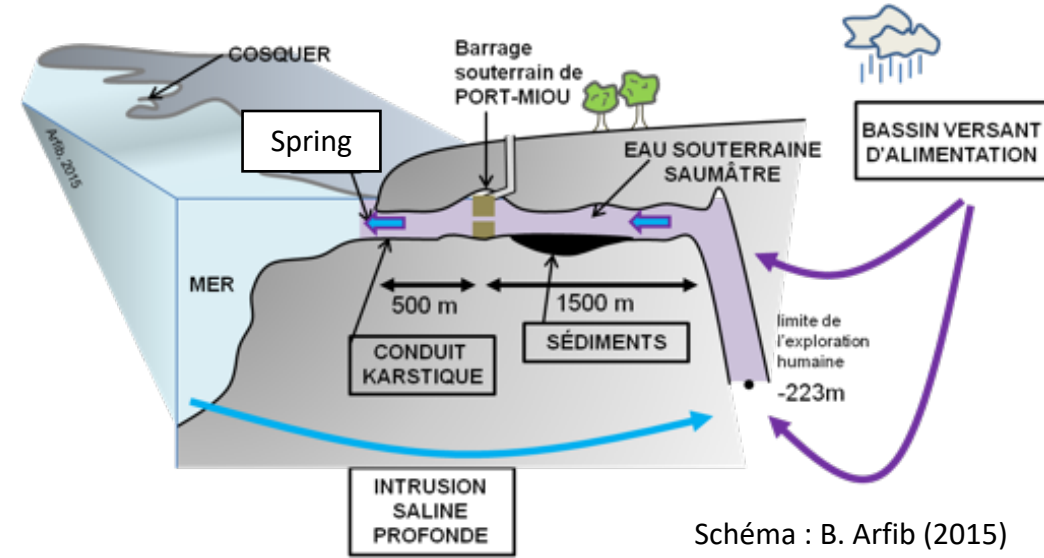 COSQUER
Arfib, 2015
Spring
Barrage
souterrain de
PORT-MIOU
EAU SOUTERRAINE
SAUMÂTRE
BASSIN VERSANT
D'ALIMENTATION
MER
500 m
1500 m
CONDUIT
KARSTIQUE
SÉDIMENTS
limite de
l'exploration
humaine
-223m
INTRUSION
SALINE
PROFONDE
Schéma : B. Arfib (2015)